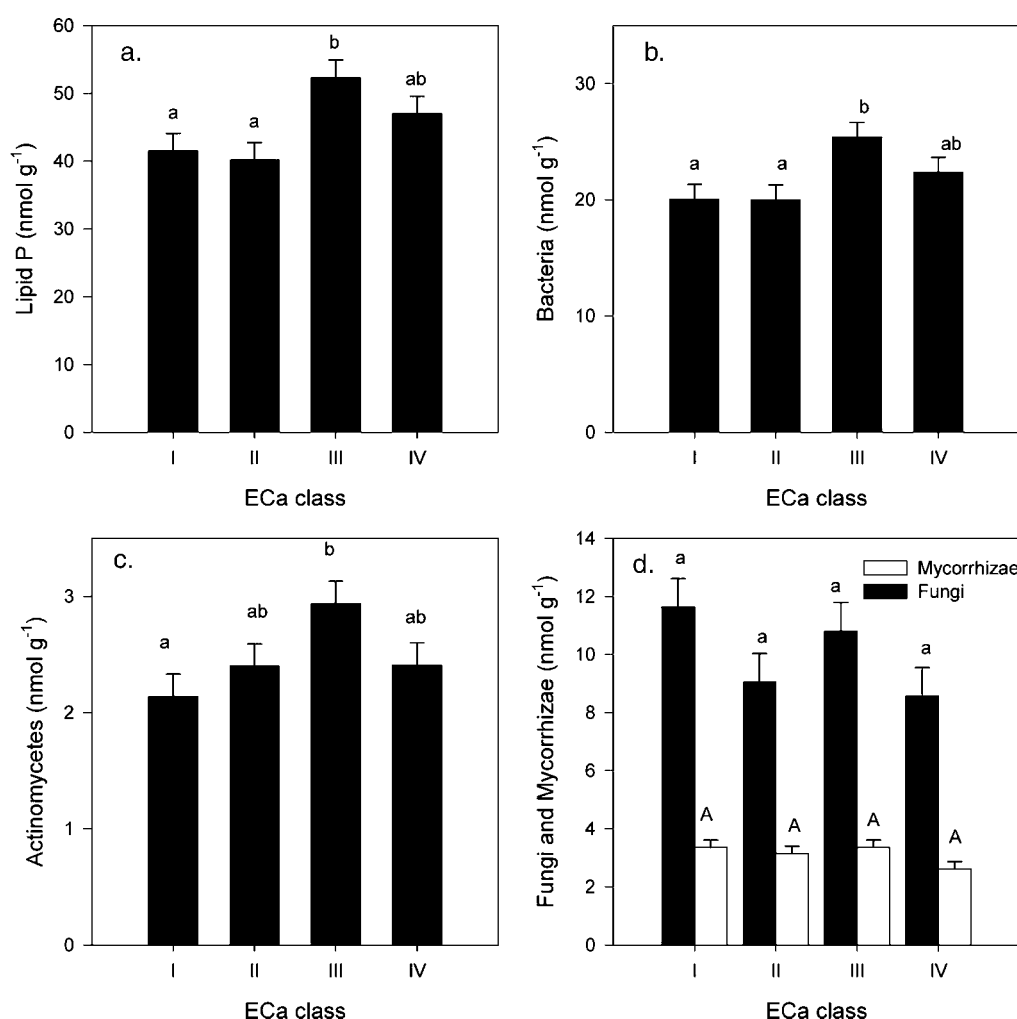 a.
Lipid P (nmol g⁻¹)
60
50
40
30
20
10
0
a
a
b
ab
I II III IV
ECa class
b.
Bacteria (nmol g⁻¹)
30
20
10
0
a
a
b
ab
I II III IV
ECa class
c.
Actinomycetes (nmol g⁻¹)
3
2
1
0
a
ab
b
ab
I II III IV
ECa class
d.
Fungi and Mycorrhizae (nmol g⁻¹)
14
12
10
8
6
4
2
0
Mycorrhizae
Fungi
a
a
a
a
A
A
A
A
I II III IV
ECa class